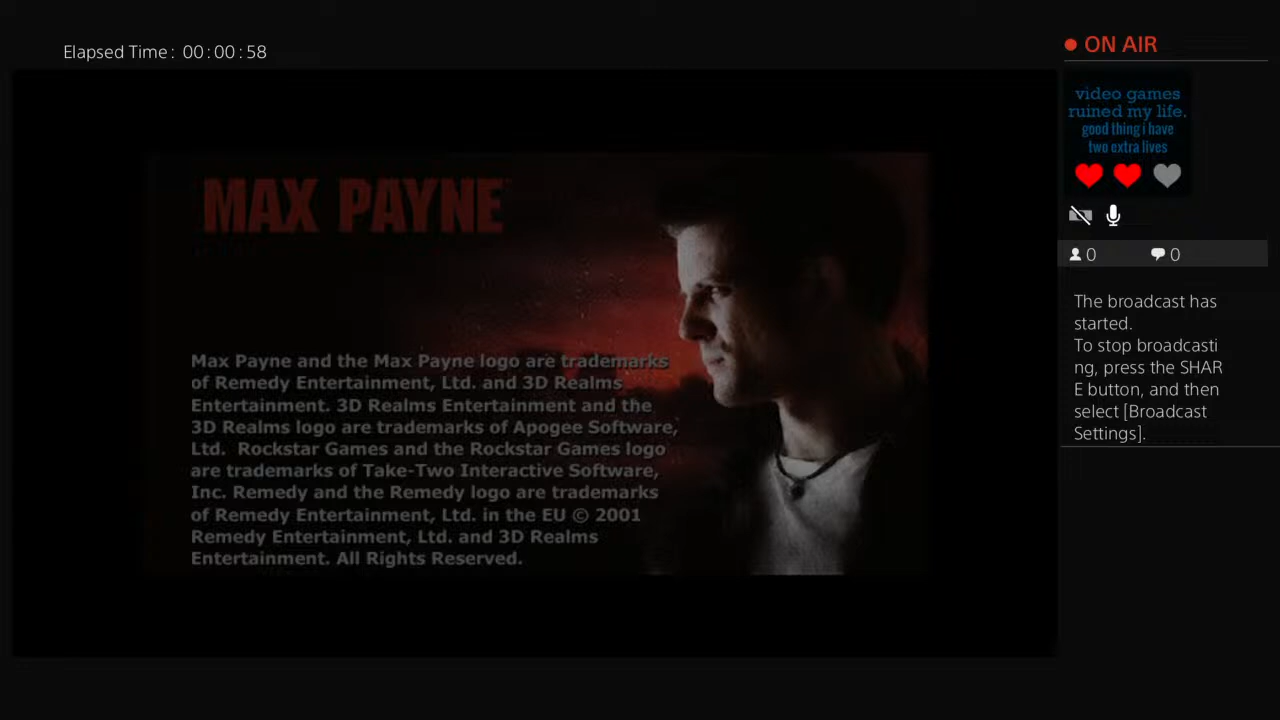 Elapsed Time: 00:00:58
ON AIR
video games
ruined my life.
good thing i have
two extra lives
0 0
The broadcast has
started.
To stop broadcasti
ng, press the SHAR
E button, and then
select [Broadcast
Settings].
MAX PAYNE
Max Payne and the Max Payne logo are trademarks
of Remedy Entertainment, Ltd. and 3D Realms
Entertainment. 3D Realms Entertainment and the
3D Realms logo are trademarks of Apogee Software,
Ltd. Rockstar Games and the Rockstar Games logo
are trademarks of Take-Two Interactive Software,
Inc. Remedy and the Remedy logo are trademarks
of Remedy Entertainment, Ltd. in the EU © 2001
Remedy Entertainment, Ltd. and 3D Realms
Entertainment. All Rights Reserved.